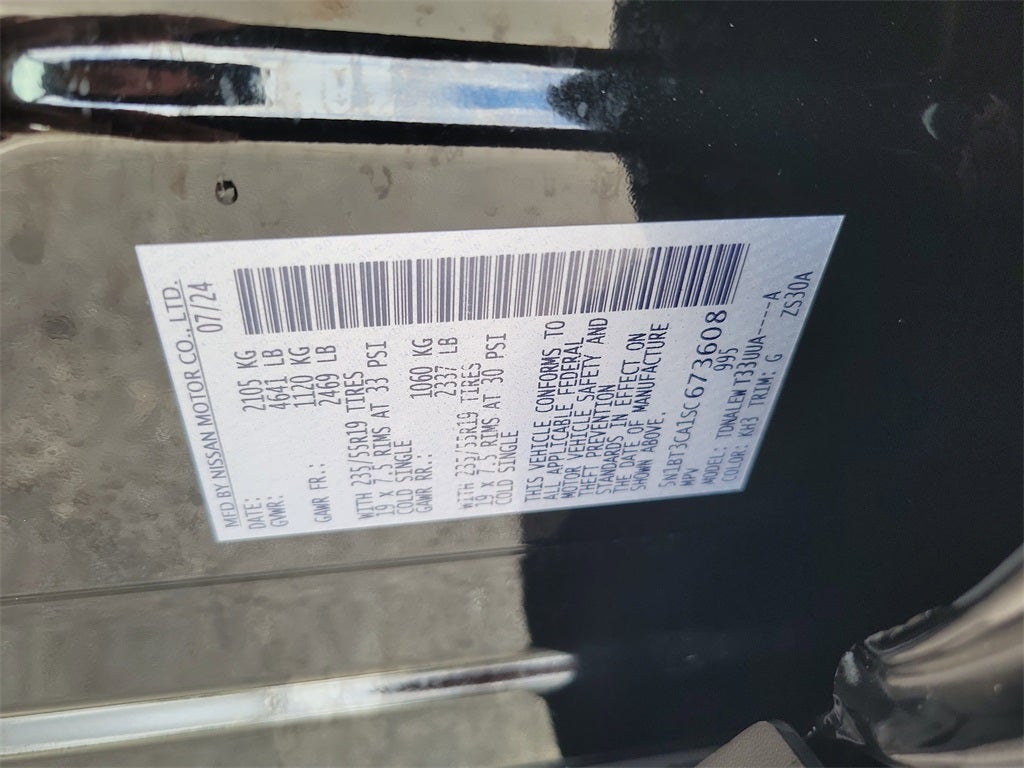 MFD BY NISSAN MOTOR CO., LTD.
DATE: 07/24
GVWR: 2105 KG
4641 LB
GAWR FR.: 1120 KG
2469 LB
WITH 235/55R19 TIRES
19 x 7.5 RIMS AT 33 PSI
COLD SINGLE
GAWR RR.: 1060 KG
2337 LB
WITH 235/55R19 TIRES
19 x 7.5 RIMS AT 30 PSI
COLD SINGLE
THIS VEHICLE CONFORMS TO
ALL APPLICABLE FEDERAL
MOTOR VEHICLE SAFETY AND
THEFT PREVENTION
STANDARDS IN EFFECT ON
THE DATE OF MANUFACTURE
SHOWN ABOVE.
5N1BT3CA1SC673608
MPV 995
MODEL: TDNALEWT33UUA-----A
COLOR: KH3 TRIM: G ZS30A